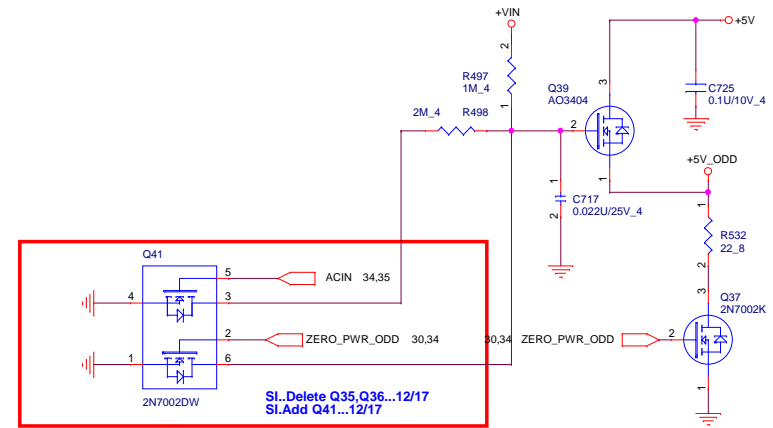 +VIN
+5V
2
R497
1M_4
1
3
Q39
AO3404
C725
0.1U/10V_4
2M_4
R498
2
1
+5V_ODD
1
C717
2
0.022U/25V_4
1
R532
22_8
2
Q41
5
ACIN 34,35
4
3
3
Q37
2N7002K
2
ZERO_PWR_ODD 30,34
30,34 ZERO_PWR_ODD
2
1
6
1
2N7002DW
SI..Delete Q35,Q36...12/17
SI.Add Q41...12/17